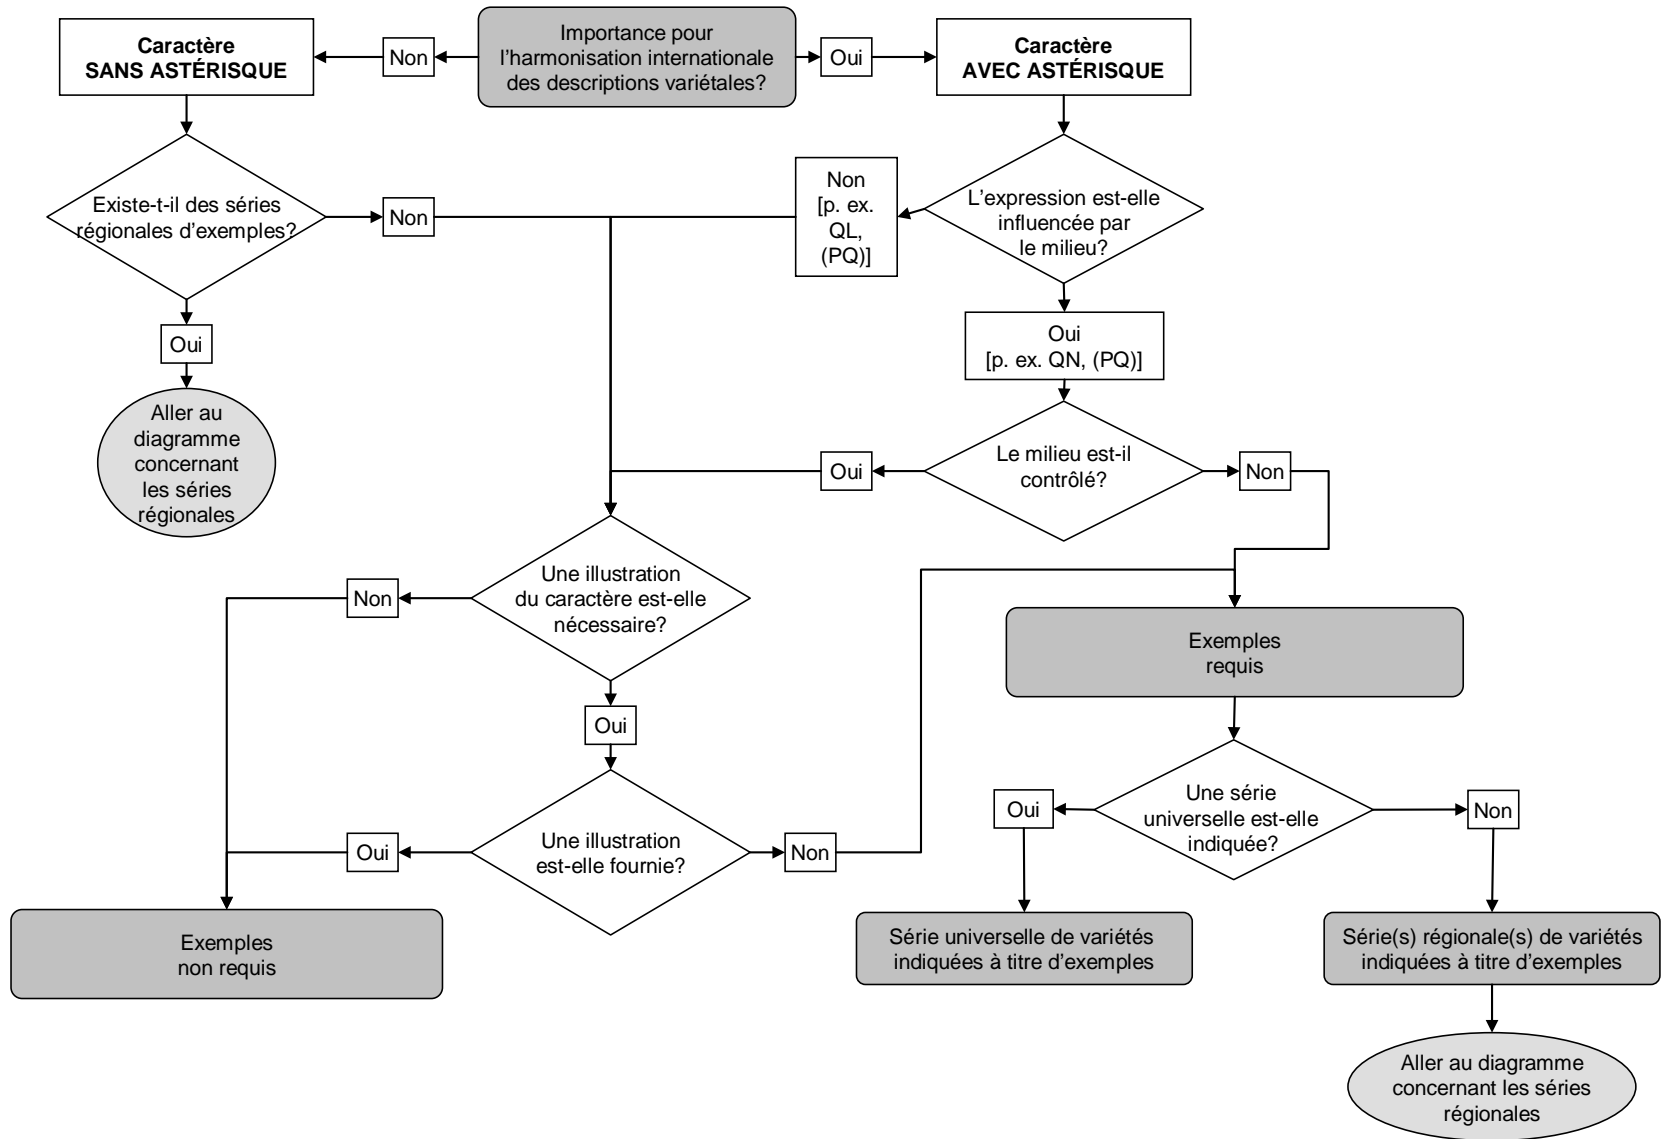 Caractère
SANS ASTÉRISQUE
Non
Importance pour
l'harmonisation internationale
des descriptions variétales?
Oui
Caractère
AVEC ASTÉRISQUE
Existe-t-il des séries
régionales d'exemples?
Non
Non
[p. ex.
QL,
(PQ)]
L'expression est-elle
influencée par
le milieu?
Oui
Oui
[p. ex. QN, (PQ)]
Aller au
diagramme
concernant
les séries
régionales
Oui
Le milieu est-il
contrôlé?
Non
Non
Une illustration
du caractère est-elle
nécessaire?
Exemples
requis
Oui
Oui
Une illustration
est-elle fournie?
Non
Oui
Une série
universelle est-elle
indiquée?
Non
Exemples
non requis
Série universelle de variétés
indiquées à titre d'exemples
Série(s) régionale(s) de variétés
indiquées à titre d'exemples
Aller au diagramme
concernant les séries
régionales